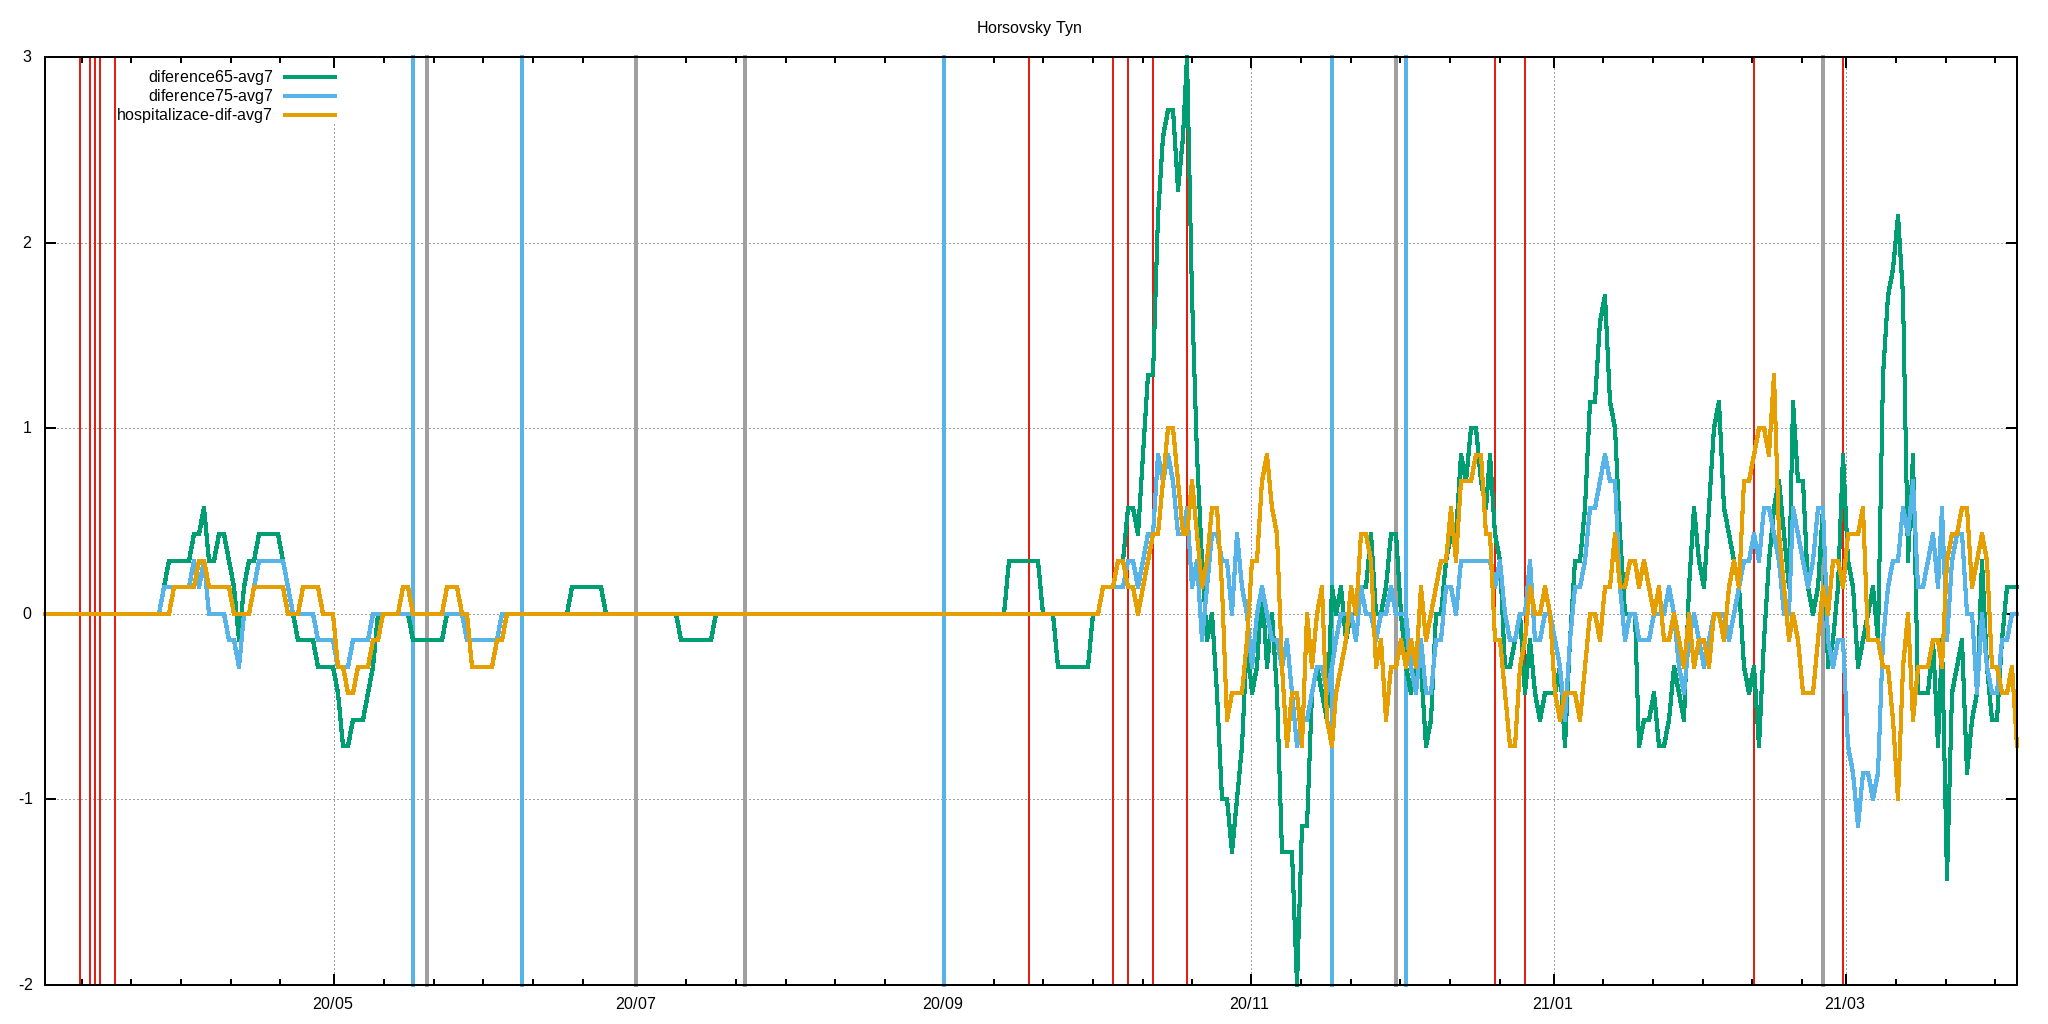 Horsovsky Tyn
3
diference65-avg7
diference75-avg7
hospitalizace-dif-avg7
2
1
0
-1
-2
20/05 20/07 20/09 20/11 21/01 21/03